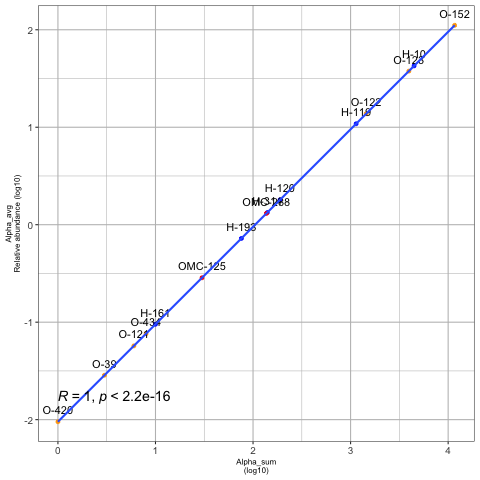 O-152
2
H-10
O-123
O-122
H-119
1
H-120
H-193
0
OMC-125
H-161
O-434
-1
O-121
O-39
R = 1, p < 2.2e-16
O-420
-2
0 1 2 3 4
Alpha_sum
(log10)
Alpha_avg
Relative abundance (log10)